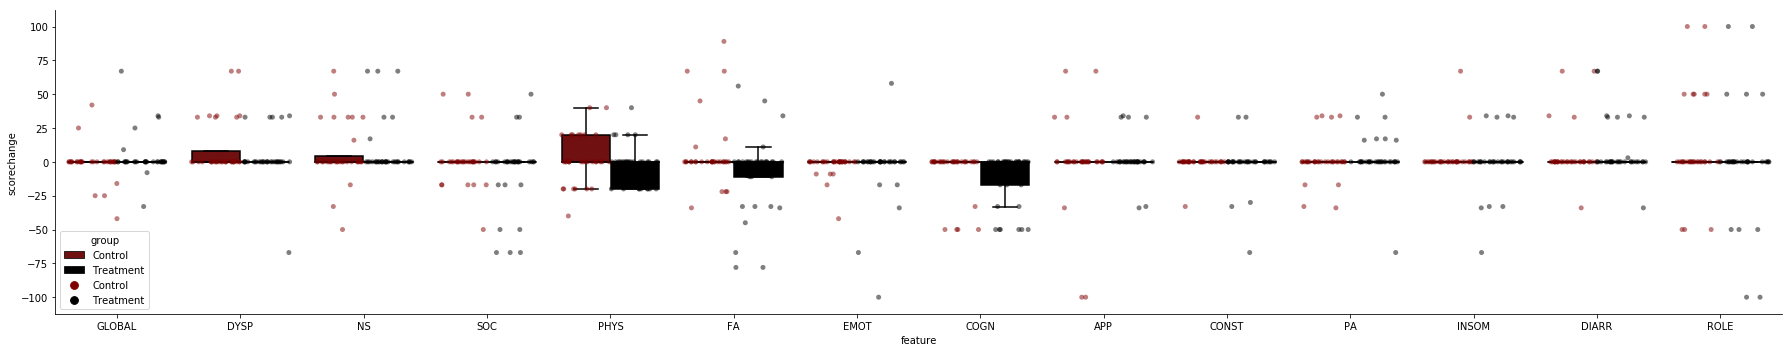 100
75
50
25
0
−25
−50
−75
−100
scorechange
group
Control
Treatment
Control
Treatment
GLOBAL DYSP NS SOC PHYS FA EMOT COGN APP CONST PA INSOM DIARR ROLE
feature